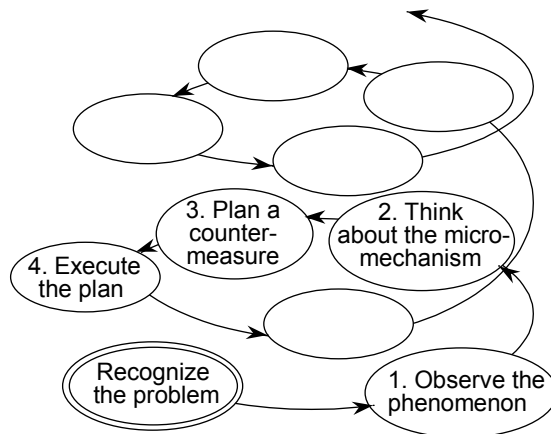 3. Plan a
counter-
measure
2. Think
about the micro-
mechanism
4. Execute
the plan
Recognize
the problem
1. Observe the
phenomenon